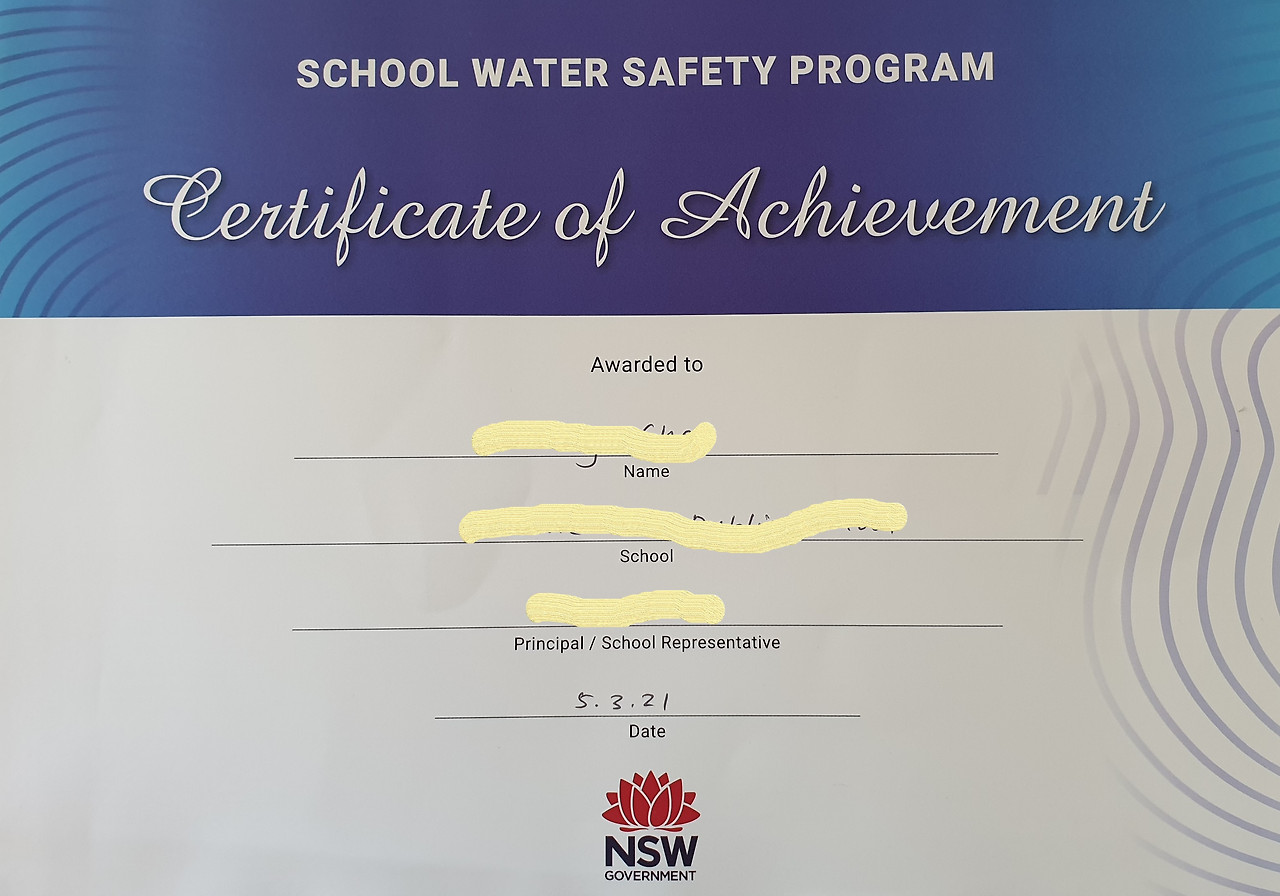 SCHOOL WATER SAFETY PROGRAM
Certificate of Achievement
Awarded to
Name
School
Principal / School Representative
5.3.21
Date
NSW
GOVERNMENT